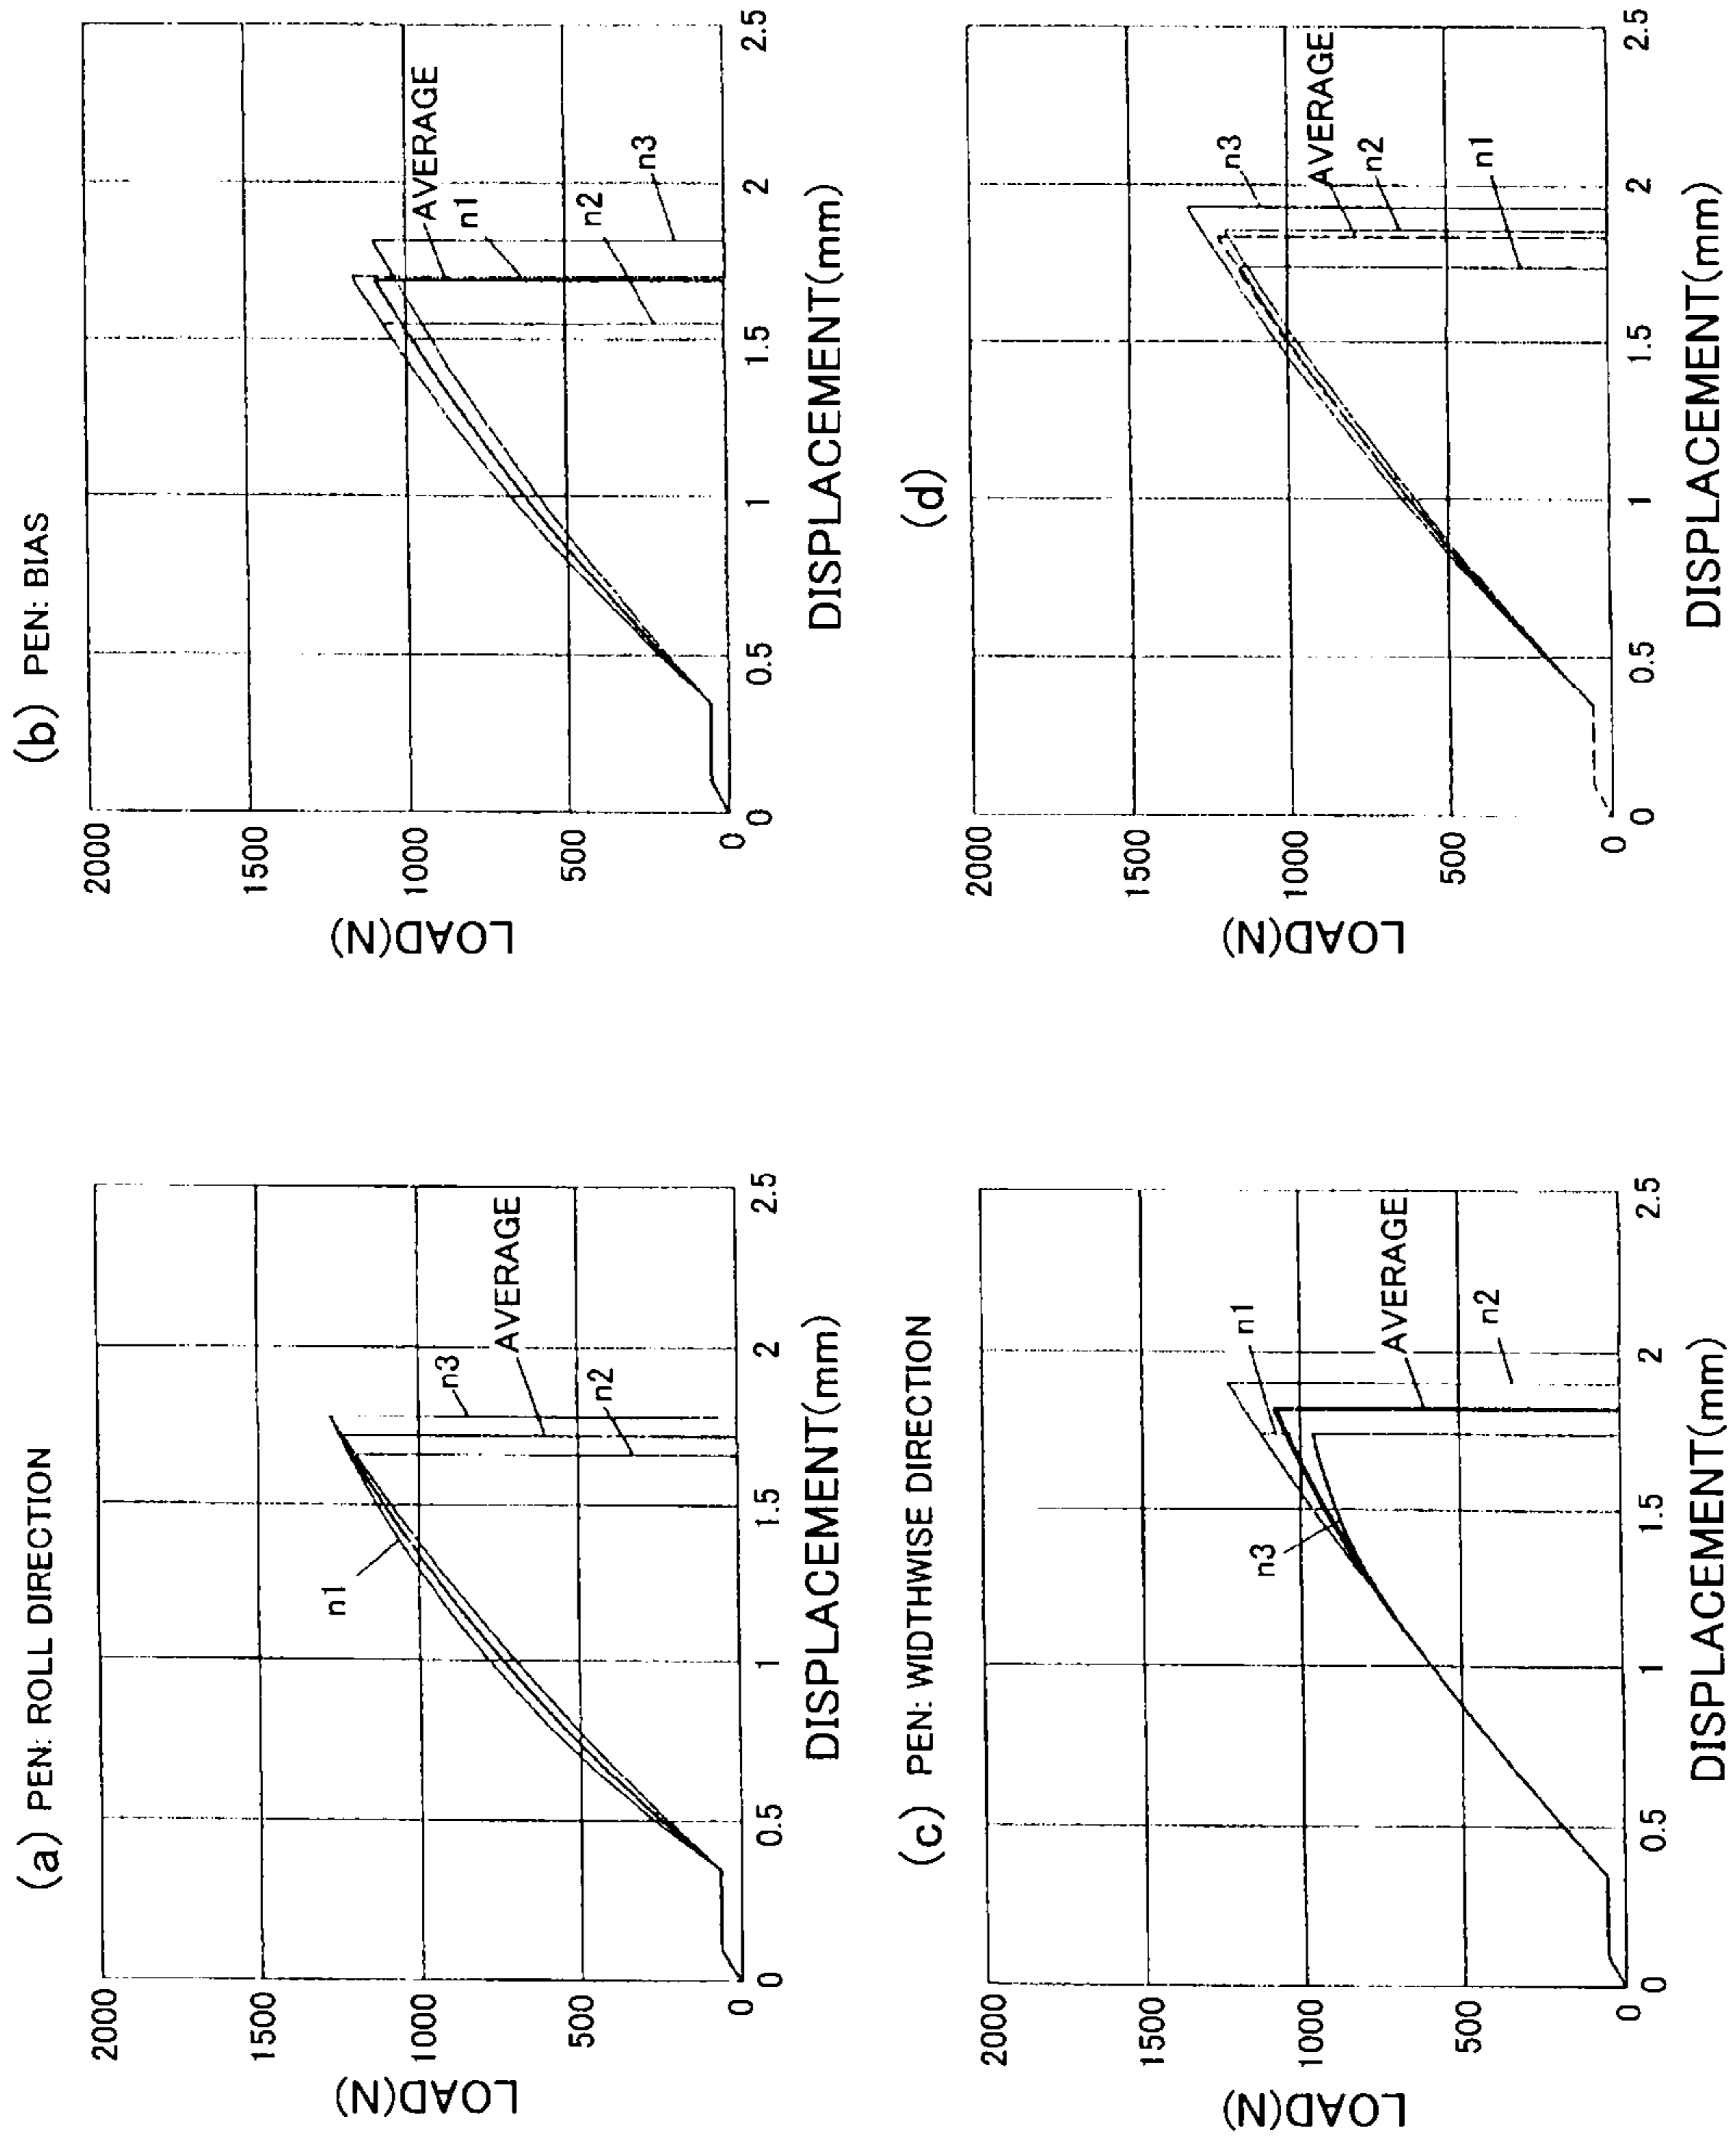 (a) PEN: ROLL DIRECTION
LOAD(N)
2000
1500
1000
500
0
0
0.5
1
1.5
2
2.5
n1
n3
AVERAGE
n2
DISPLACEMENT(mm)
(b) PEN: BIAS
LOAD(N)
2000
1500
1000
500
0
0
0.5
1
1.5
2
2.5
AVERAGE
n1
n2
n3
DISPLACEMENT(mm)
(c) PEN: WIDTHWISE DIRECTION
LOAD(N)
2000
1500
1000
500
0
0
0.5
1
1.5
2
2.5
n3
n1
AVERAGE
n2
DISPLACEMENT(mm)
(d)
LOAD(N)
2000
1500
1000
500
0
0
0.5
1
1.5
2
2.5
n3
AVERAGE
n2
n1
DISPLACEMENT(mm)